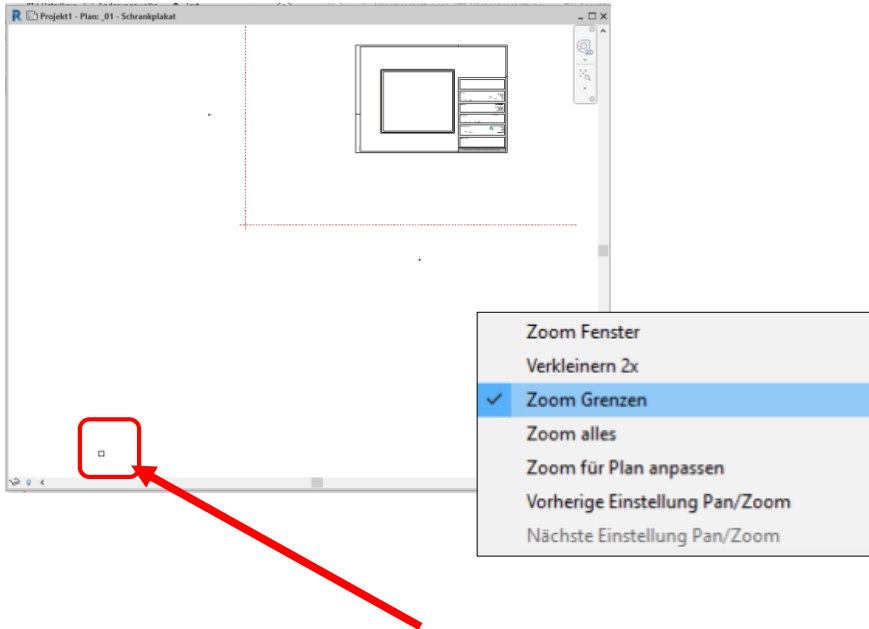 R Projekt1 - Plan: _01 - Schrankplakat
Zoom Fenster
Verkleinern 2x
Zoom Grenzen
Zoom alles
Zoom für Plan anpassen
Vorherige Einstellung Pan/Zoom
Nächste Einstellung Pan/Zoom